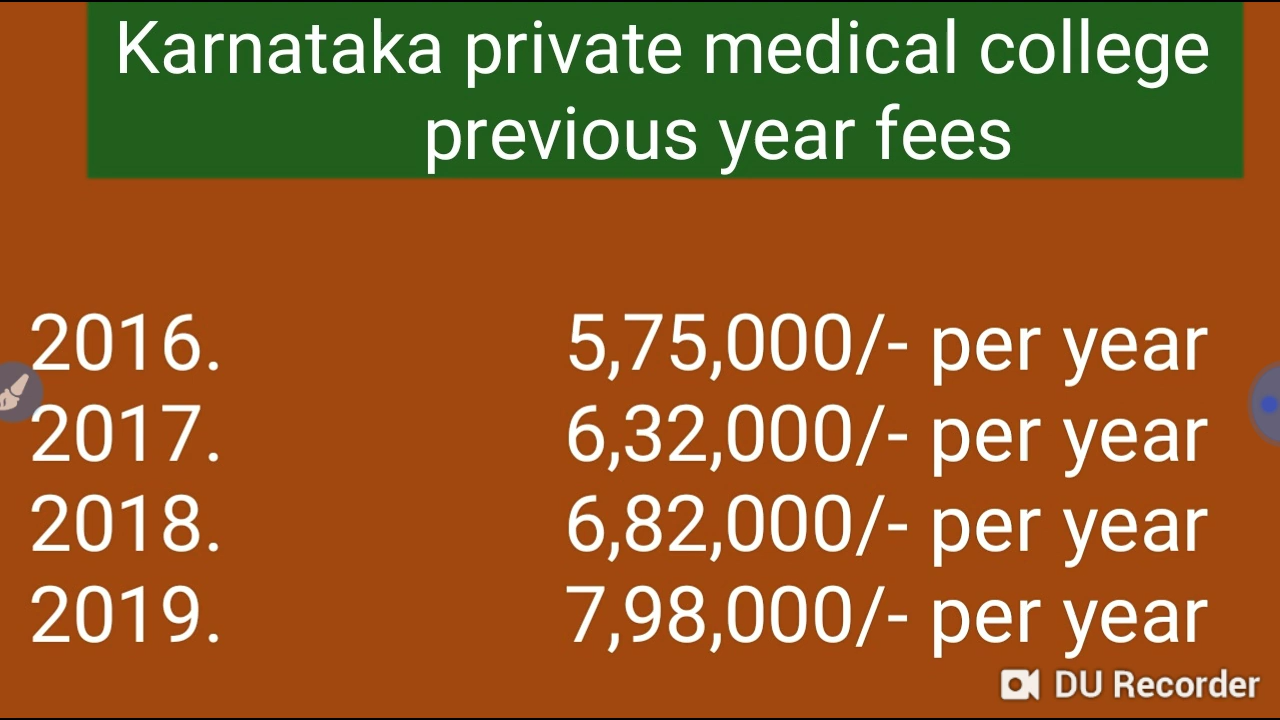 Karnataka private medical college
previous year fees
2016. 5,75,000/- per year
2017. 6,32,000/- per year
2018. 6,82,000/- per year
2019. 7,98,000/- per year
DU Recorder